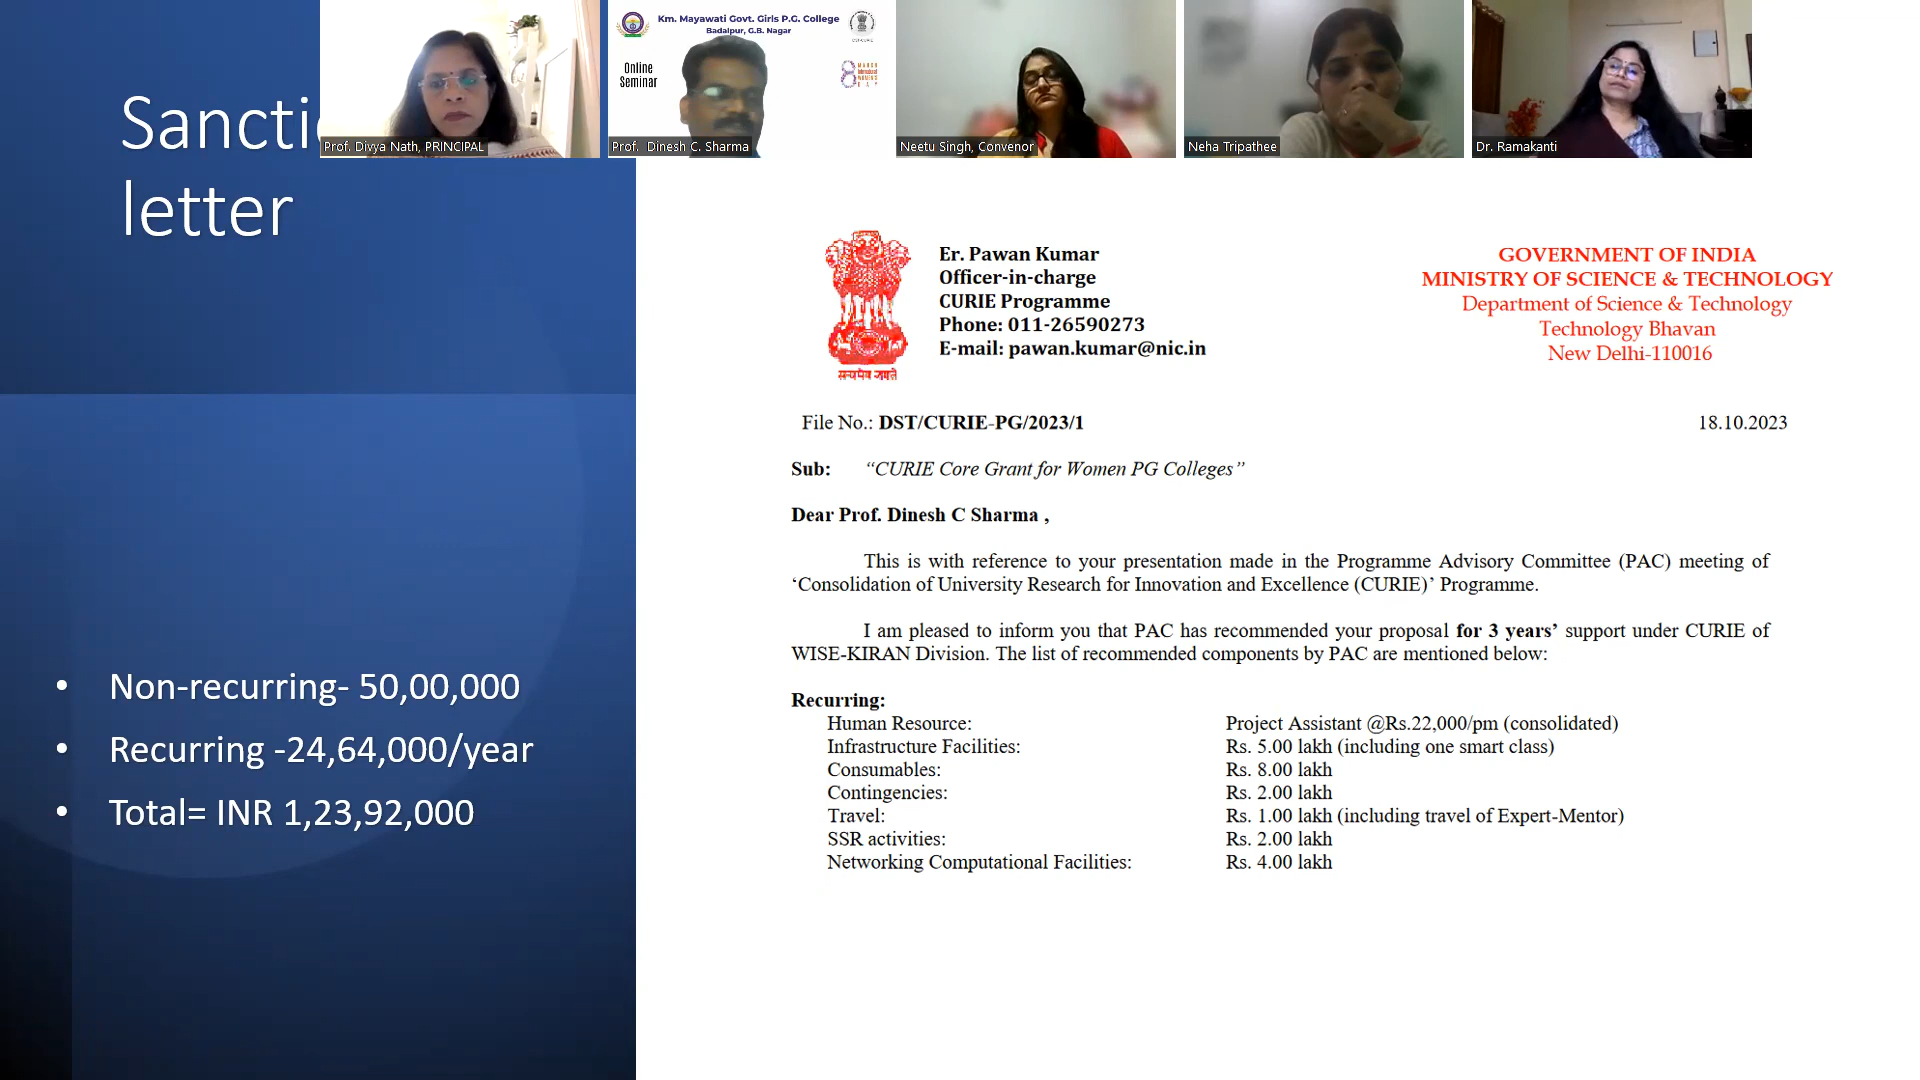 Km. Mayawati Govt. Girls P.G. College
Badalpur, G.B. Nagar
Online
Seminar
8
Prof. Divya Nath, PRINCIPAL
Prof. Dinesh C. Sharma
Neetu Singh, Convenor
Neha Tripathee
Dr. Ramakanti
Sancti
letter
Non-recurring- 50,00,000
Recurring -24,64,000/year
Total= INR 1,23,92,000
सत्यमेव जयते
Er. Pawan Kumar
Officer-in-charge
CURIE Programme
Phone: 011-26590273
E-mail: pawan.kumar@nic.in
GOVERNMENT OF INDIA
MINISTRY OF SCIENCE & TECHNOLOGY
Department of Science & Technology
Technology Bhavan
New Delhi-110016
File No.: DST/CURIE-PG/2023/1 18.10.2023
Sub: “CURIE Core Grant for Women PG Colleges”
Dear Prof. Dinesh C Sharma ,
This is with reference to your presentation made in the Programme Advisory Committee (PAC) meeting of
‘Consolidation of University Research for Innovation and Excellence (CURIE)’ Programme.
I am pleased to inform you that PAC has recommended your proposal for 3 years’ support under CURIE of
WISE-KIRAN Division. The list of recommended components by PAC are mentioned below:
Recurring:
Human Resource: Project Assistant @Rs.22,000/pm (consolidated)
Infrastructure Facilities: Rs. 5.00 lakh (including one smart class)
Consumables: Rs. 8.00 lakh
Contingencies: Rs. 2.00 lakh
Travel: Rs. 1.00 lakh (including travel of Expert-Mentor)
SSR activities: Rs. 2.00 lakh
Networking Computational Facilities: Rs. 4.00 lakh